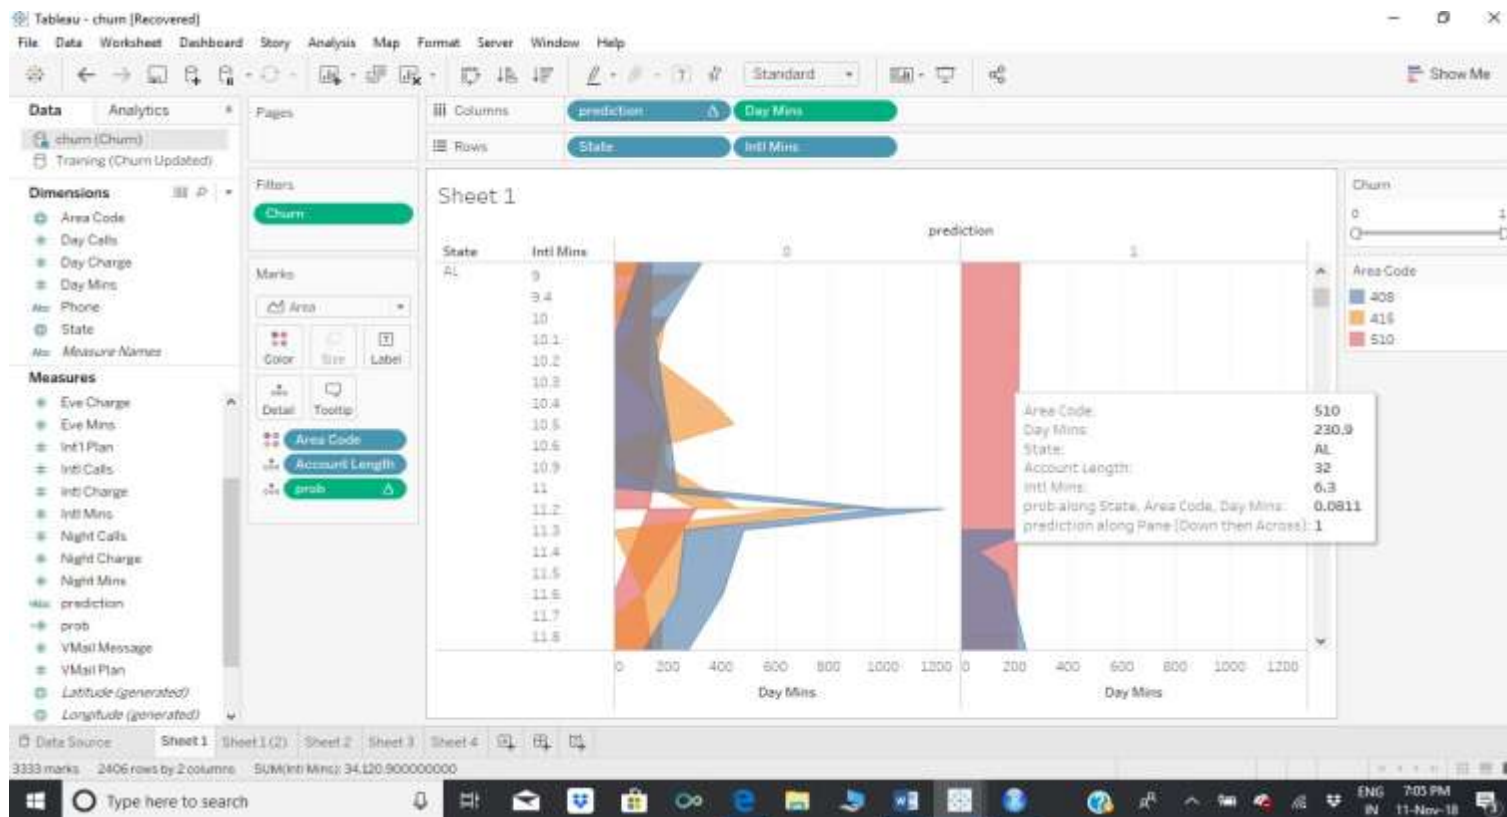 Tableau - churn [Recovered]
File Data Worksheet Dashboard Story Analysis Map Format Server Window Help
Standard
Show Me
Data Analytics
churn (Churn)
Training (Churn Updated)
Dimensions
Area Code
Day Calls
Day Charge
Day Mins
Abc Phone
State
Abc Measure Names
Measures
Eve Charge
Eve Mins
Int'l Plan
Intl Calls
Intl Charge
Intl Mins
Night Calls
Night Charge
Night Mins
prediction
prob
VMail Message
VMail Plan
Latitude (generated)
Longitude (generated)
Pages
Filters
Churn
Marks
Area
Color Size Label
Detail Tooltip
Area Code
Account Length
prob
Columns prediction Day Mins
Rows State Intl Mins
Sheet 1
prediction
State Intl Mins 0 1
AL 9
9.4
10
10.1
10.2
10.3
10.4
10.5
10.6
10.9
11
11.2
11.3
11.4
11.5
11.6
11.7
11.8
0 200 400 600 800 1000 1200 0 200 400 600 800 1000 1200
Day Mins Day Mins
Area Code: 510
Day Mins: 230.9
State: AL
Account Length: 32
Intl Mins: 6.3
prob along State, Area Code, Day Mins: 0.0811
prediction along Pane (Down then Across): 1
Churn
0 1
Area Code
408
415
510
Data Source Sheet 1 Sheet 1 (2) Sheet 2 Sheet 3 Sheet 4
3333 marks 2406 rows by 2 columns SUM(Intl Mins): 34,120.900000000
Type here to search
ENG 7:05 PM
IN 11-Nov-18